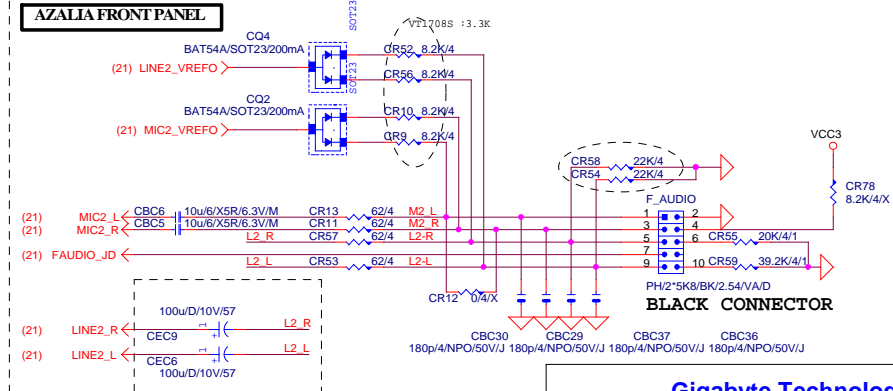 AZALIA FRONT PANEL
SOT23
VT1708S :3.3K
CQ4
BAT54A/SOT23/200mA
CR52 8.2K/4
(21) LINE2_VREFO
CR56 8.2K/4
SOT23
CQ2
BAT54A/SOT23/200mA
CR10 8.2K/4
(21) MIC2_VREFO
CR9 8.2K/4
VCC3
CR58 22K/4
CR54 22K/4
CR78
8.2K/4/X
F_AUDIO
(21) MIC2_L CBC6 10u/6/X5R/6.3V/M CR13 62/4 M2_L 1 2
(21) MIC2_R CBC5 10u/6/X5R/6.3V/M CR11 62/4 M2_R 3 4
L2_R CR57 62/4 L2-R 5 6 CR55 20K/4/1
(21) FAUDIO_JD 7
L2_L CR53 62/4 L2-L 9 10 CR59 39.2K/4/1
PH/2*5K8/BK/2.54/VA/D
BLACK CONNECTOR
CR12 0/4/X
100u/D/10V/57
(21) LINE2_R 1 + L2_R
CEC9
(21) LINE2_L 1 + L2_L
CEC6
100u/D/10V/57
CBC30 CBC29 CBC37 CBC36
180p/4/NPO/50V/J 180p/4/NPO/50V/J 180p/4/NPO/50V/J 180p/4/NPO/50V/J
Gigabyte Technolog